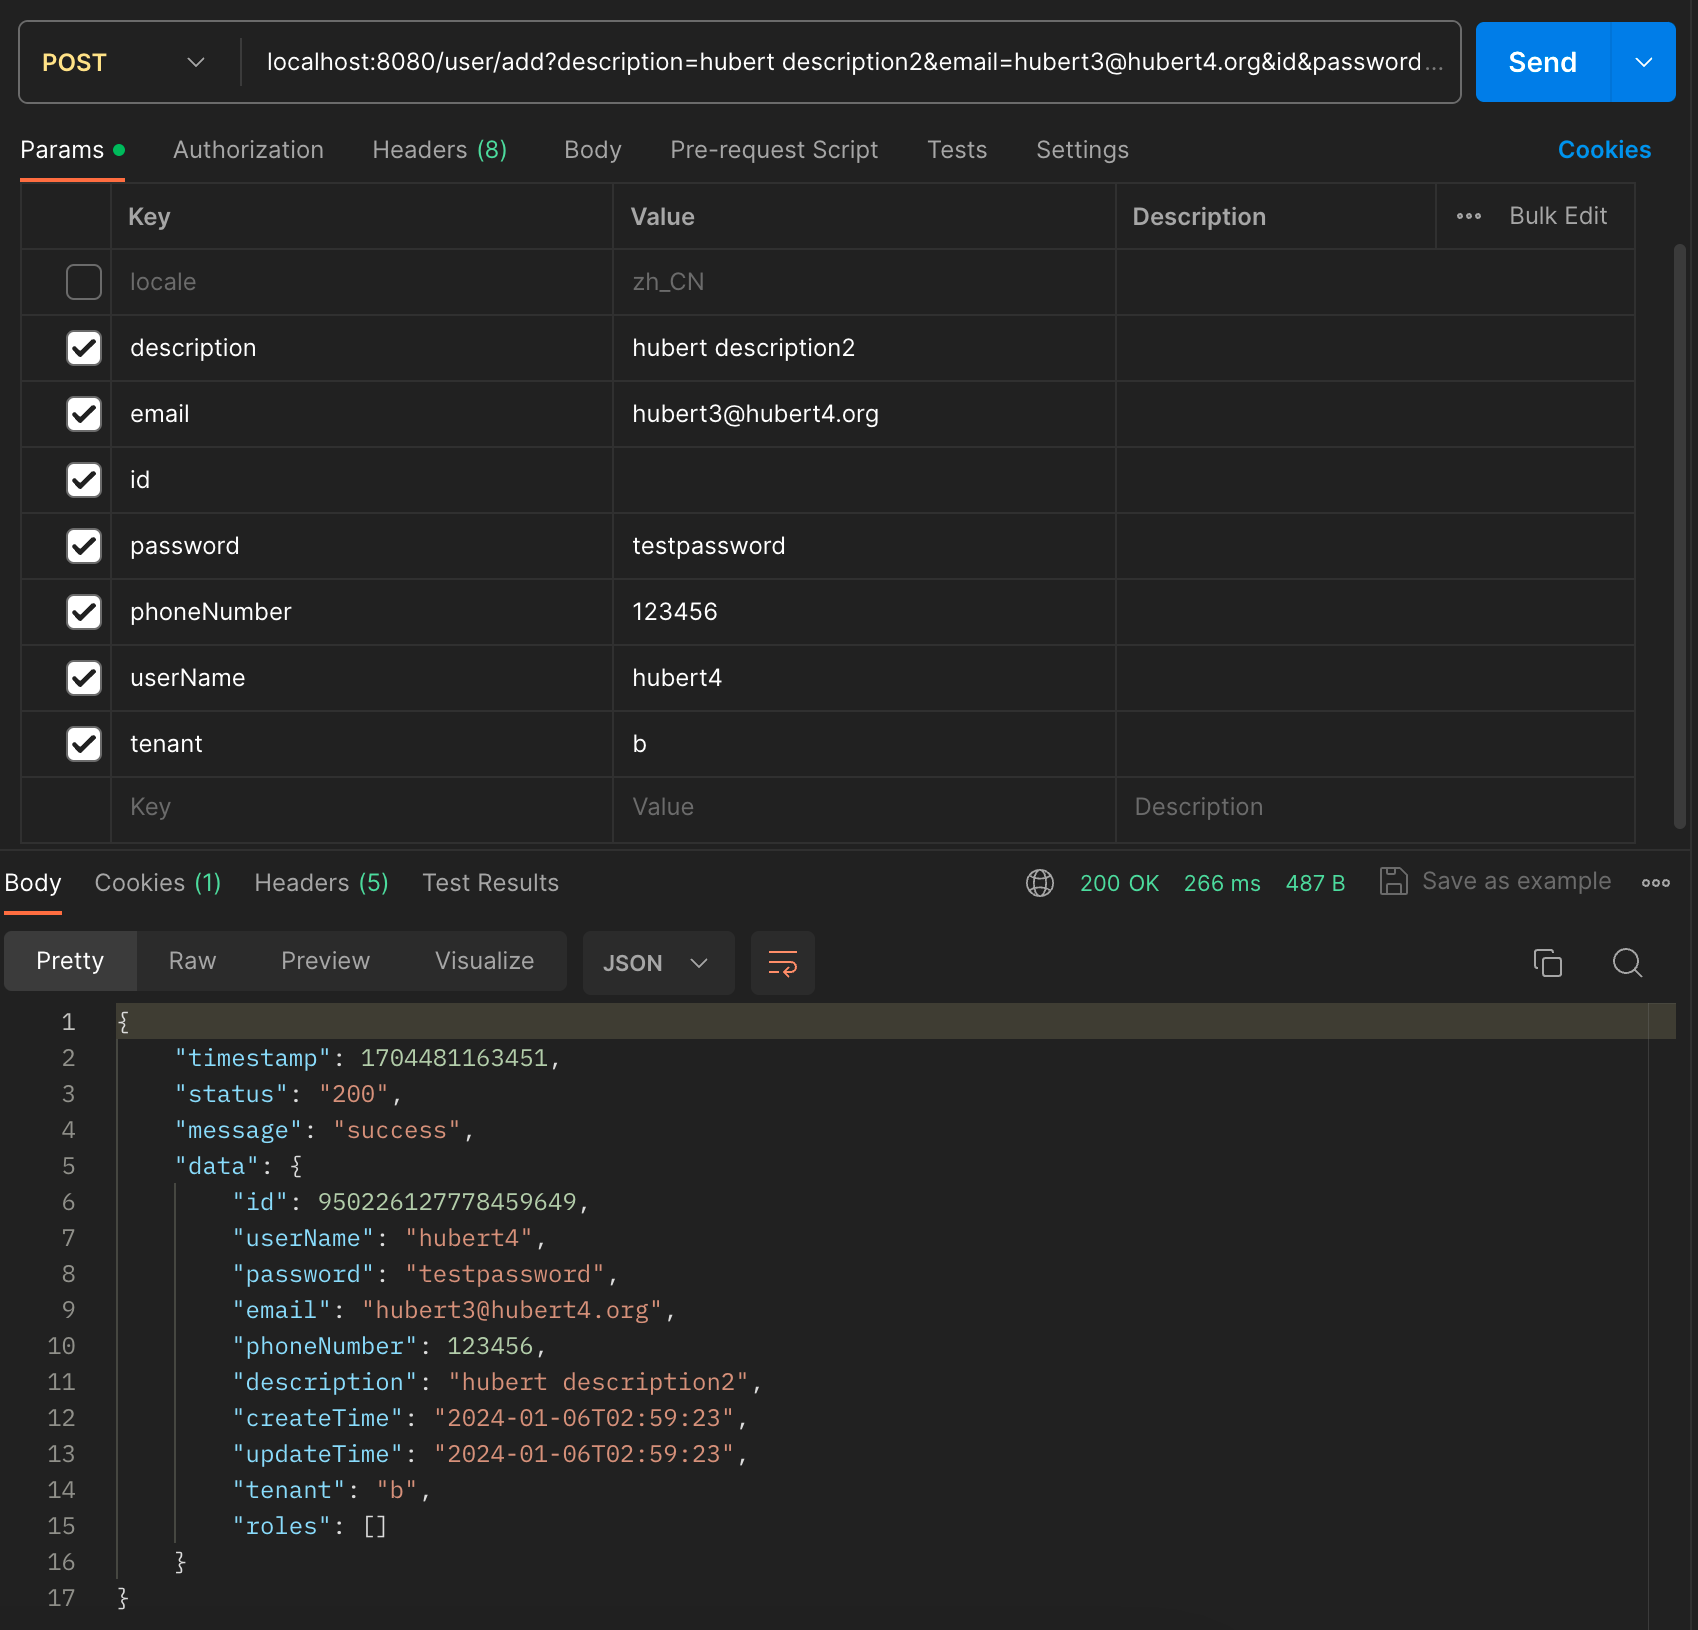 POST localhost:8080/user/add?description=hubert description2&email=hubert3@hubert4.org&id&password... Send
Params Authorization Headers (8) Body Pre-request Script Tests Settings Cookies
Key Value Description Bulk Edit
locale zh_CN
description hubert description2
email hubert3@hubert4.org
id
password testpassword
phoneNumber 123456
userName hubert4
tenant b
Key Value Description
Body Cookies (1) Headers (5) Test Results 200 OK 266 ms 487 B Save as example
Pretty Raw Preview Visualize JSON
1 {
2 "timestamp": 1704481163451,
3 "status": "200",
4 "message": "success",
5 "data": {
6 "id": 950226127778459649,
7 "userName": "hubert4",
8 "password": "testpassword",
9 "email": "hubert3@hubert4.org",
10 "phoneNumber": 123456,
11 "description": "hubert description2",
12 "createTime": "2024-01-06T02:59:23",
13 "updateTime": "2024-01-06T02:59:23",
14 "tenant": "b",
15 "roles": []
16 }
17 }